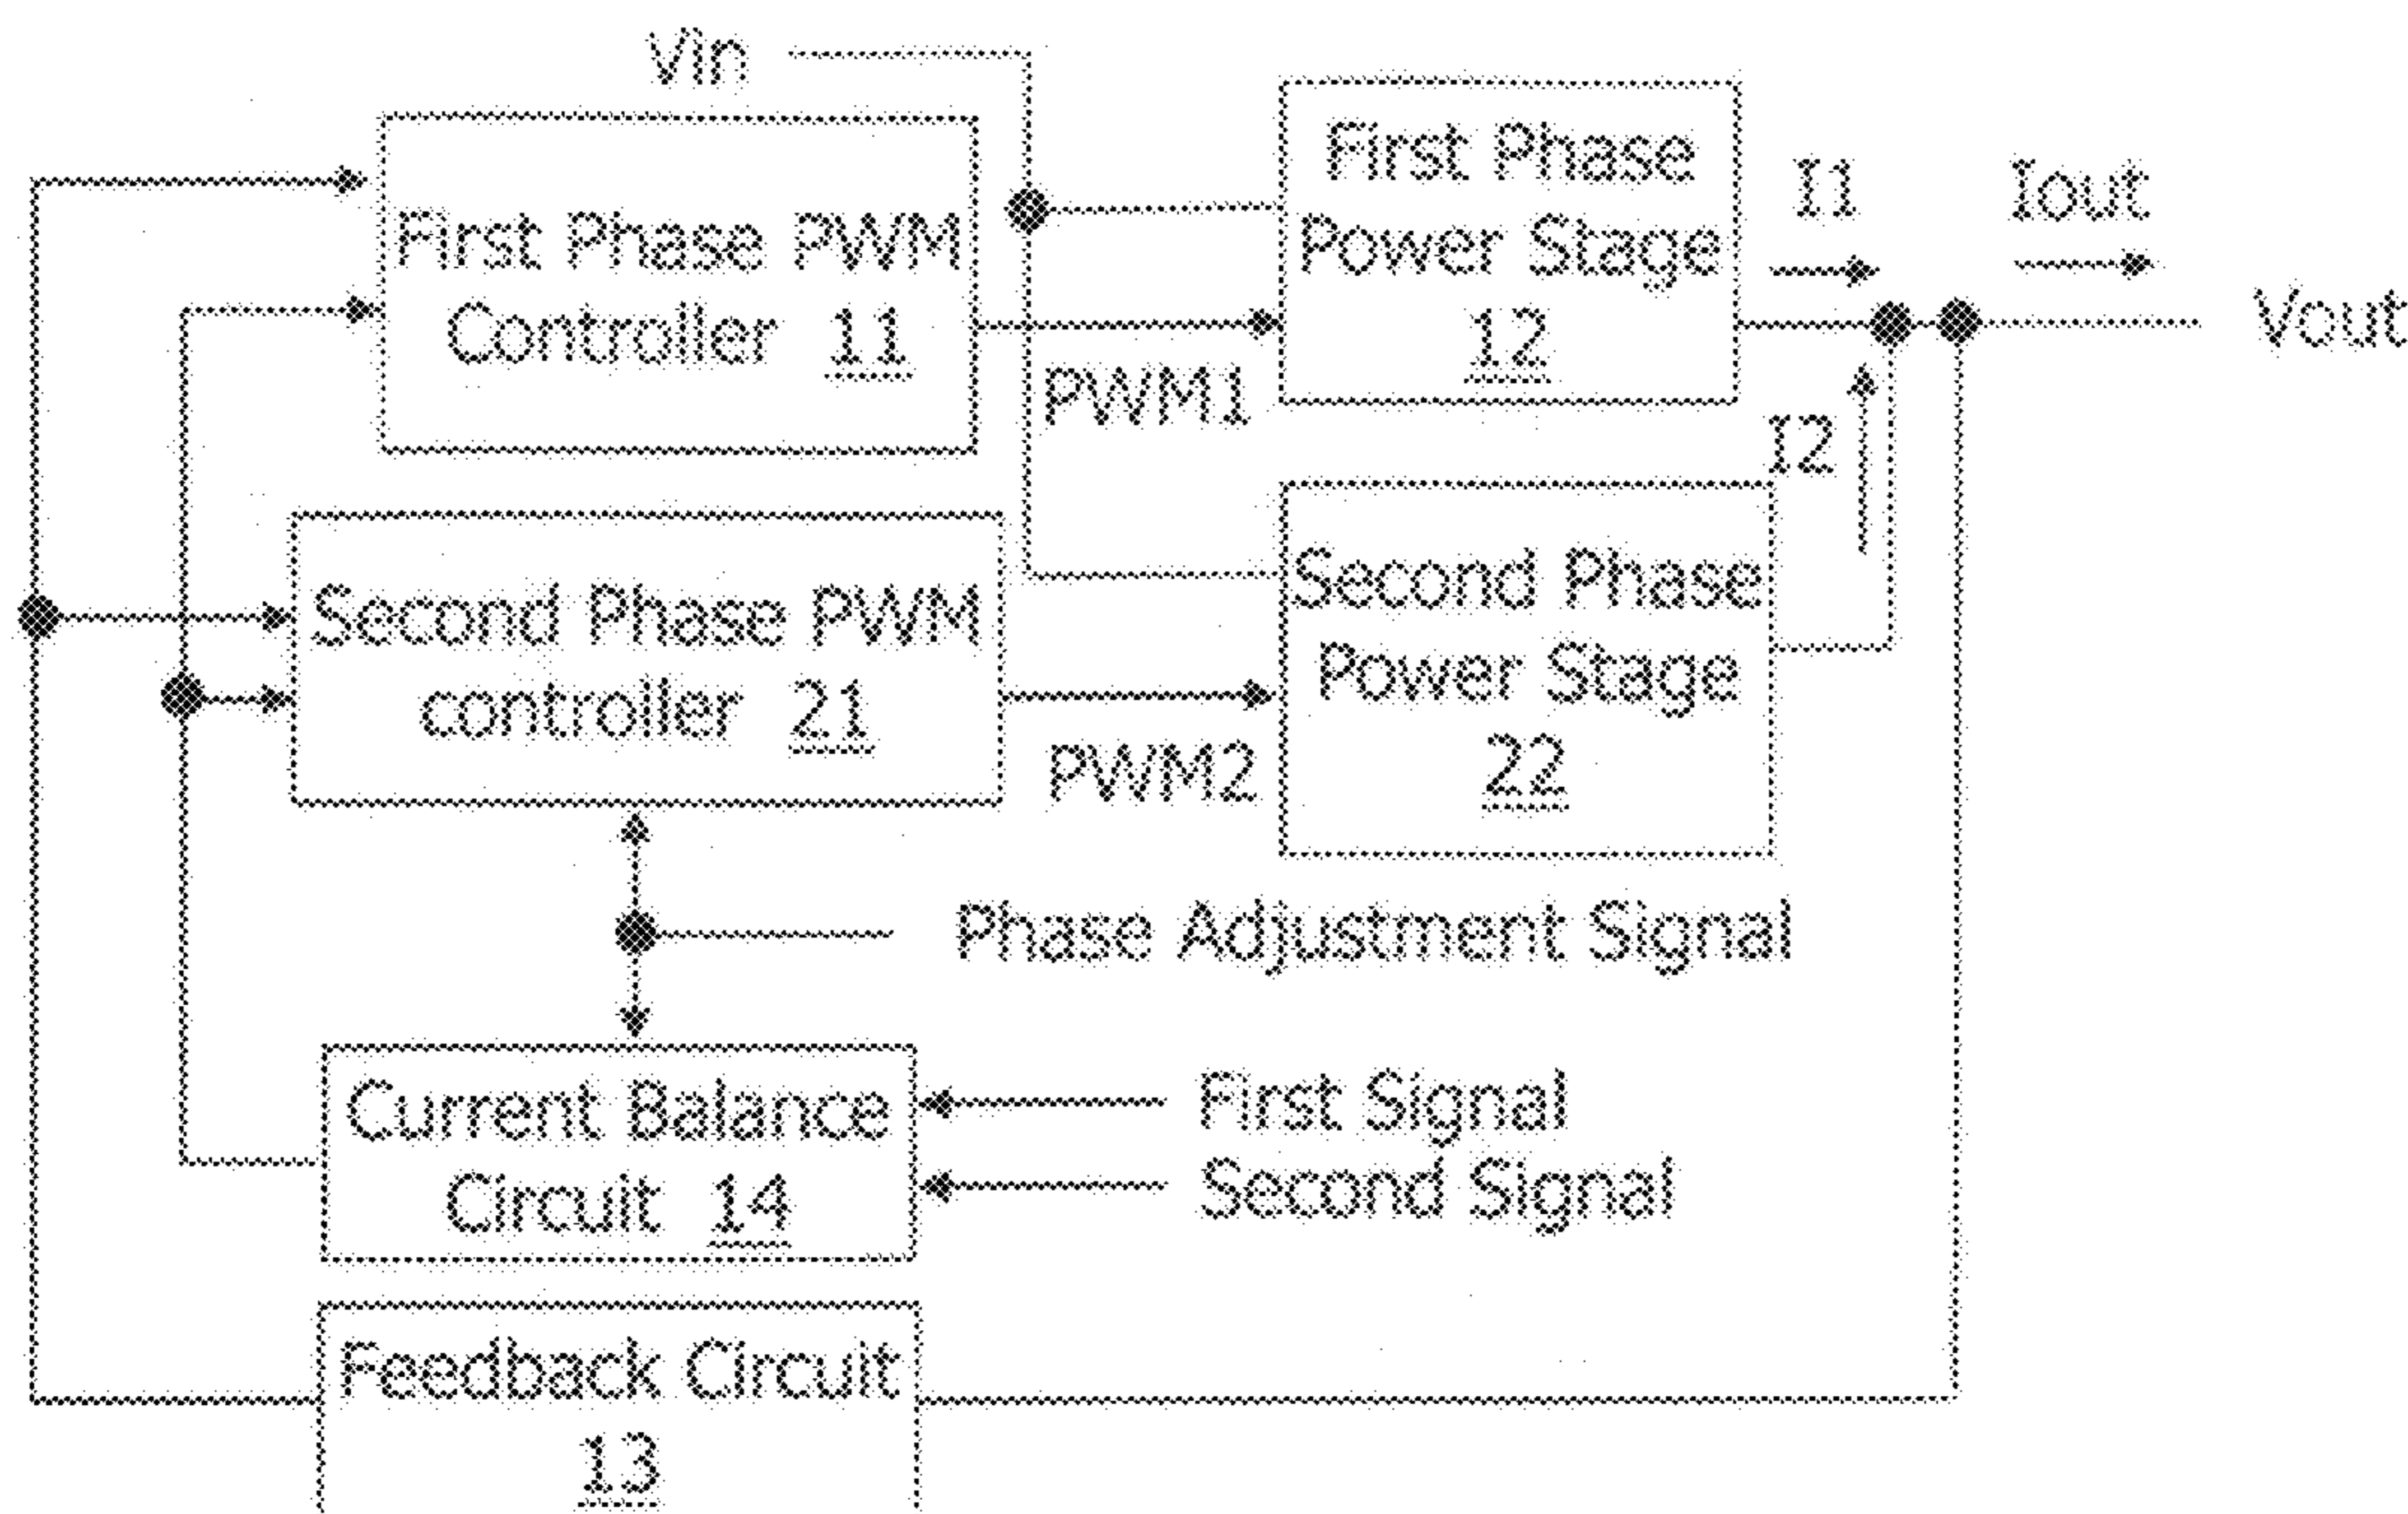 Vin
First Phase PWM
Controller 11
First Phase
Power Stage
12
I1
Iout
Vout
PWM1
I2
Second Phase PWM
controller 21
Second Phase
Power Stage
22
PWM2
Phase Adjustment Signal
Current Balance
Circuit 14
First Signal
Second Signal
Feedback Circuit
13